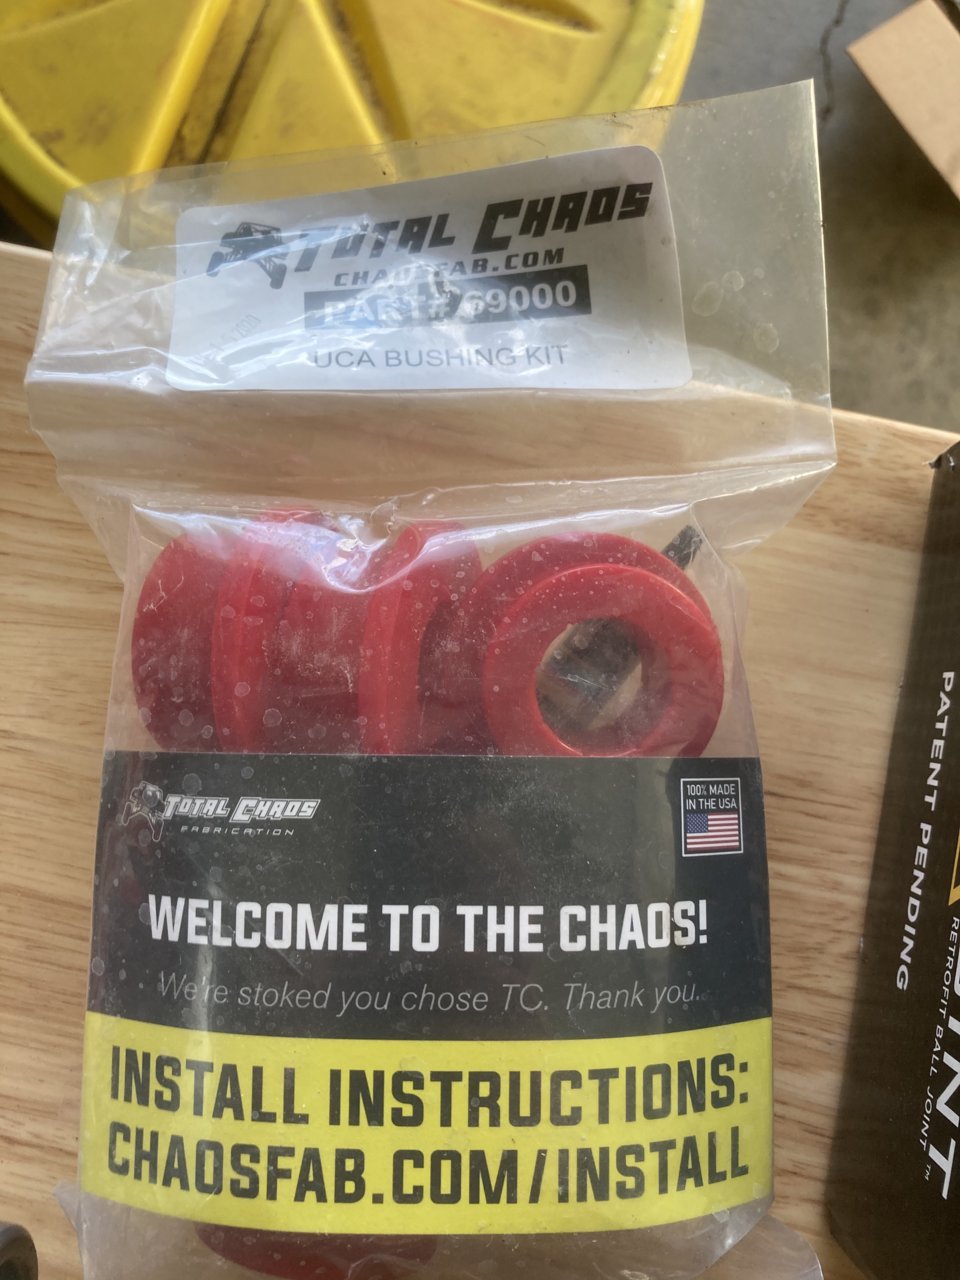 TOTAL CHAOS
CHAOSFAB.COM
PART# 69000
UCA BUSHING KIT
TOTAL CHAOS
FABRICATION
100% MADE
IN THE USA
WELCOME TO THE CHAOS!
We're stoked you chose TC. Thank you.
INSTALL INSTRUCTIONS:
CHAOSFAB.COM/INSTALL
PATENT PENDING
RETROFIT BALL JOINT™